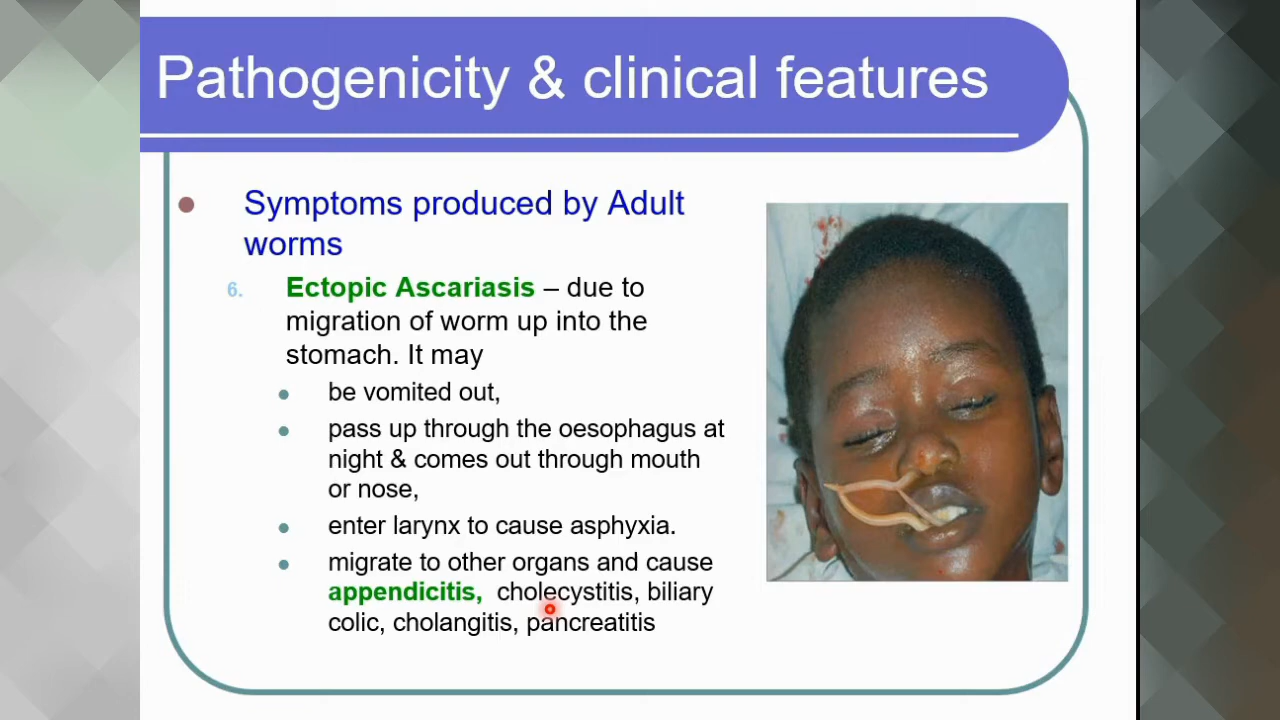 Pathogenicity & clinical features
Symptoms produced by Adult
worms
6. Ectopic Ascariasis – due to
migration of worm up into the
stomach. It may
be vomited out,
pass up through the oesophagus at
night & comes out through mouth
or nose,
enter larynx to cause asphyxia.
migrate to other organs and cause
appendicitis, cholecystitis, biliary
colic, cholangitis, pancreatitis